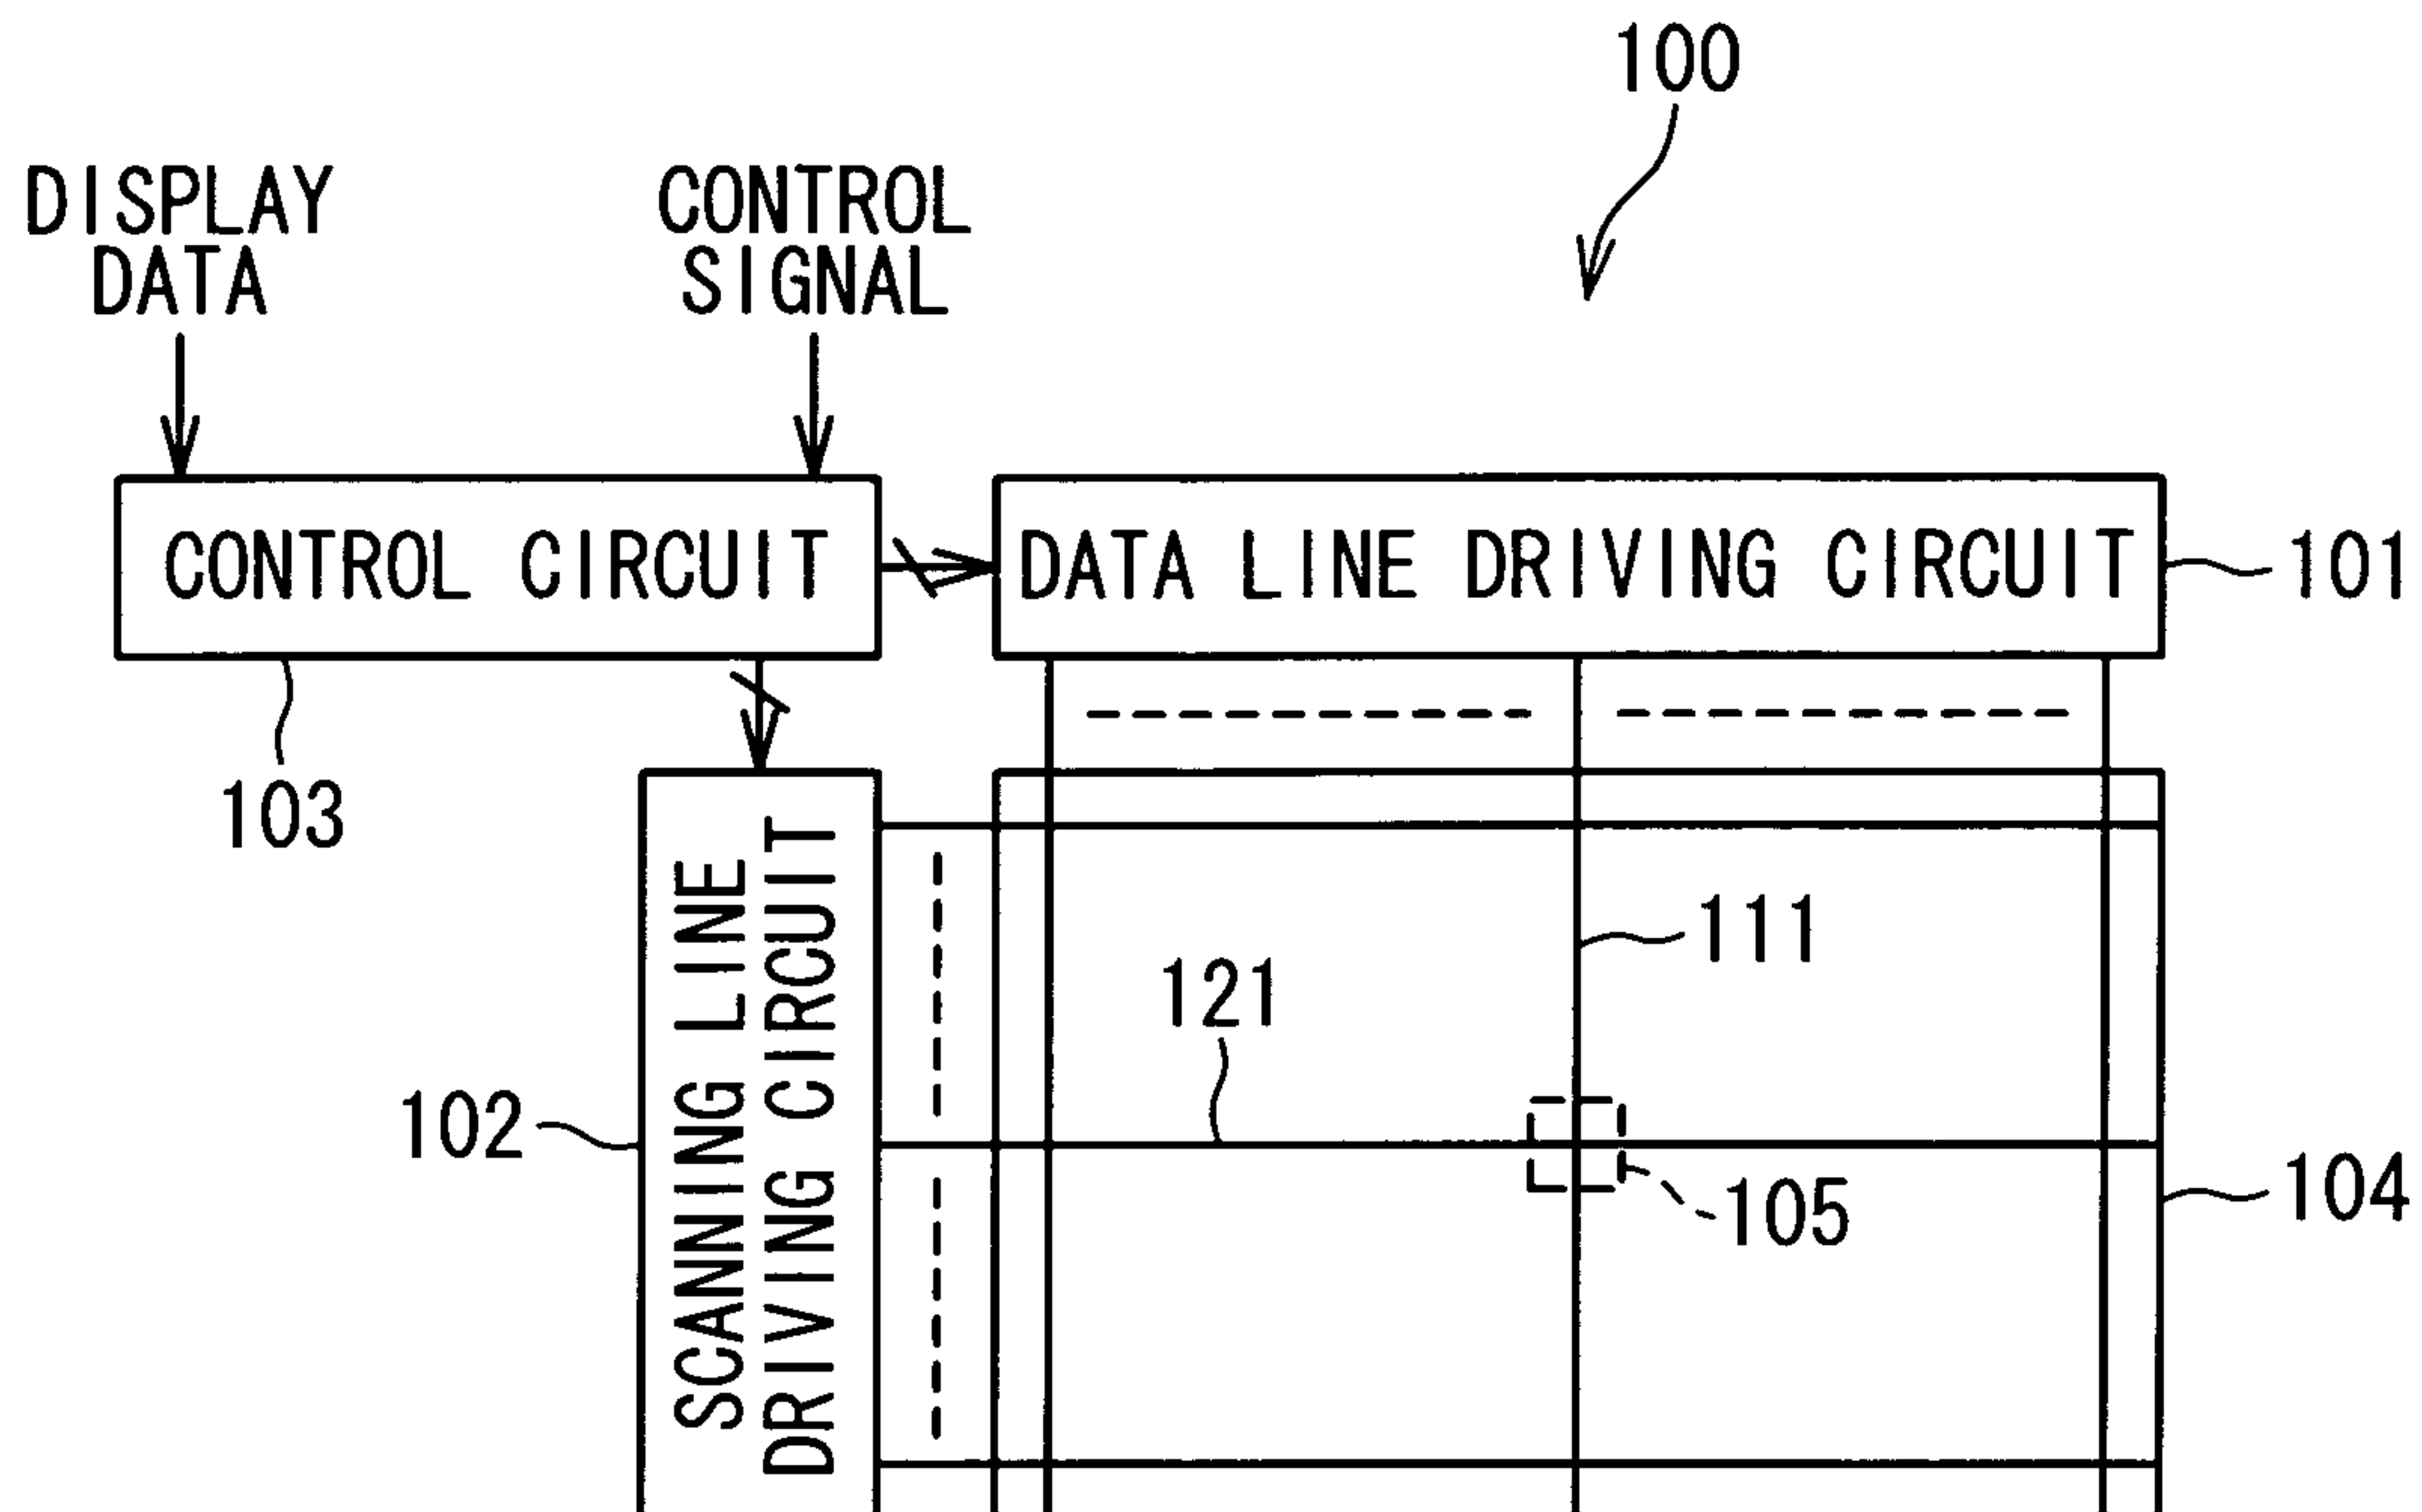 100
DISPLAY
DATA
CONTROL
SIGNAL
CONTROL CIRCUIT
DATA LINE DRIVING CIRCUIT
101
103
SCANNING LINE
DRIVING CIRCUIT
111
121
102
105
104